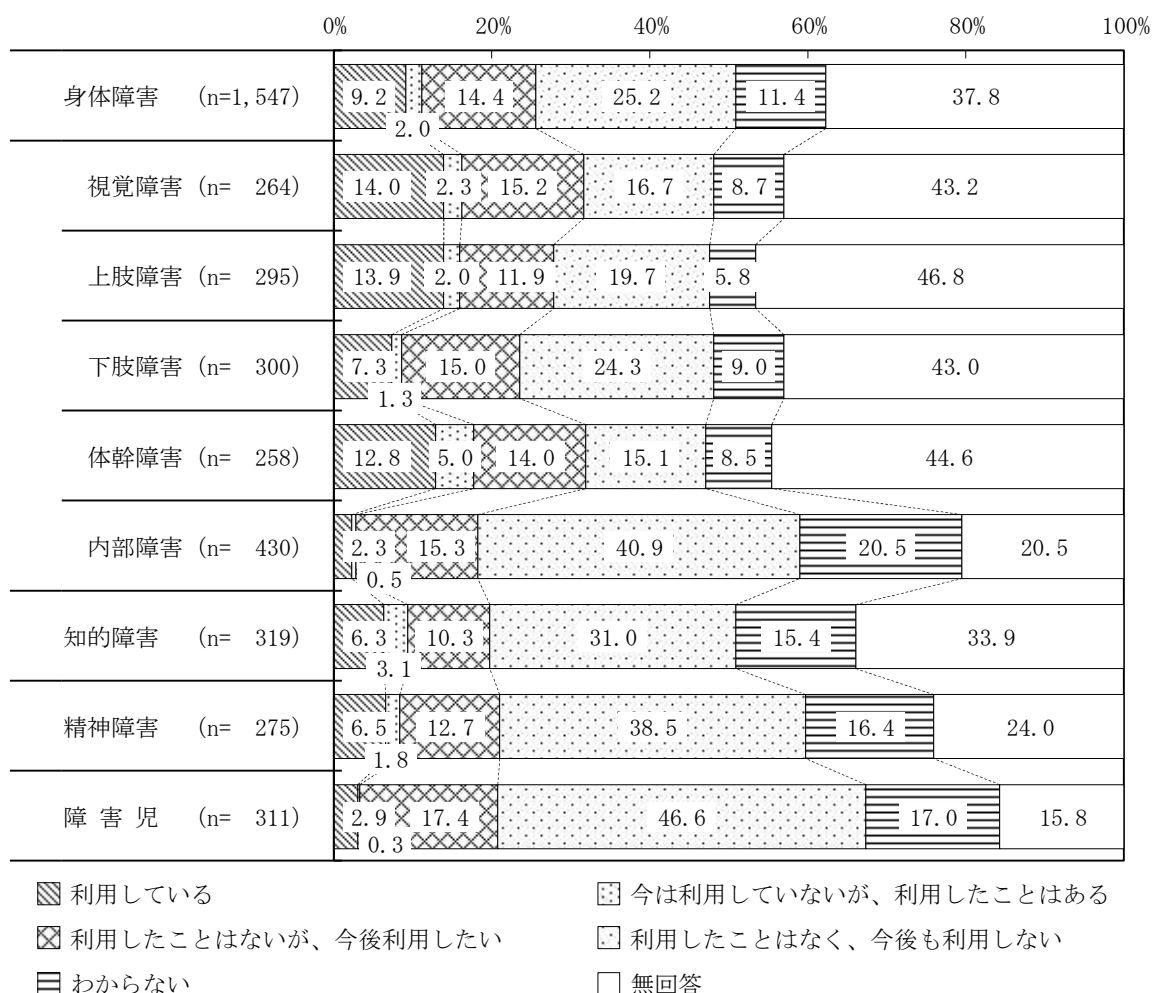 0% 20% 40% 60% 80% 100%
身体障害 (n=1,547) 9.2 2.0 14.4 25.2 11.4 37.8
視覚障害 (n= 264) 14.0 2.3 15.2 16.7 8.7 43.2
上肢障害 (n= 295) 13.9 2.0 11.9 19.7 5.8 46.8
下肢障害 (n= 300) 7.3 1.3 15.0 24.3 9.0 43.0
体幹障害 (n= 258) 12.8 5.0 14.0 15.1 8.5 44.6
内部障害 (n= 430) 2.3 0.5 15.3 40.9 20.5 20.5
知的障害 (n= 319) 6.3 3.1 10.3 31.0 15.4 33.9
精神障害 (n= 275) 6.5 1.8 12.7 38.5 16.4 24.0
障 害 児 (n= 311) 2.9 0.3 17.4 46.6 17.0 15.8
利用している 今は利用していないが、利用したことはある
利用したことはないが、今後利用したい 利用したことはなく、今後も利用しない
わからない 無回答